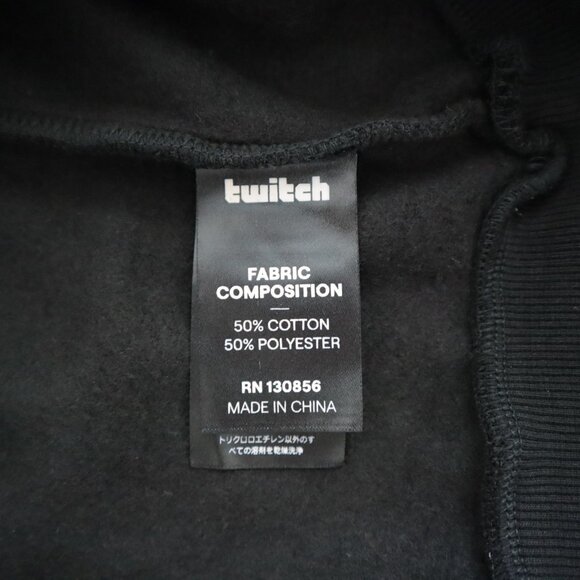 twitch
FABRIC
COMPOSITION
50% COTTON
50% POLYESTER
RN 130856
MADE IN CHINA
トリクロロエチレン以外のす
べての溶剤を乾燥洗浄